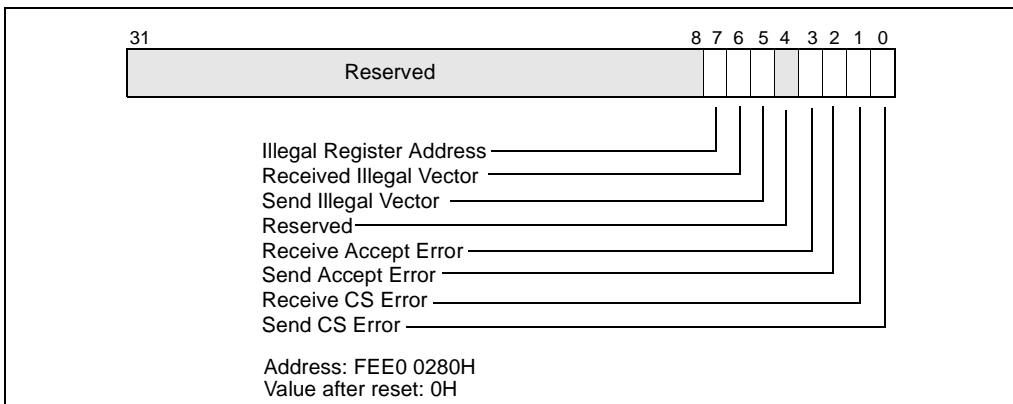 31 8 7 6 5 4 3 2 1 0
Reserved
Illegal Register Address
Received Illegal Vector
Send Illegal Vector
Reserved
Receive Accept Error
Send Accept Error
Receive CS Error
Send CS Error
Address: FEE0 0280H
Value after reset: 0H